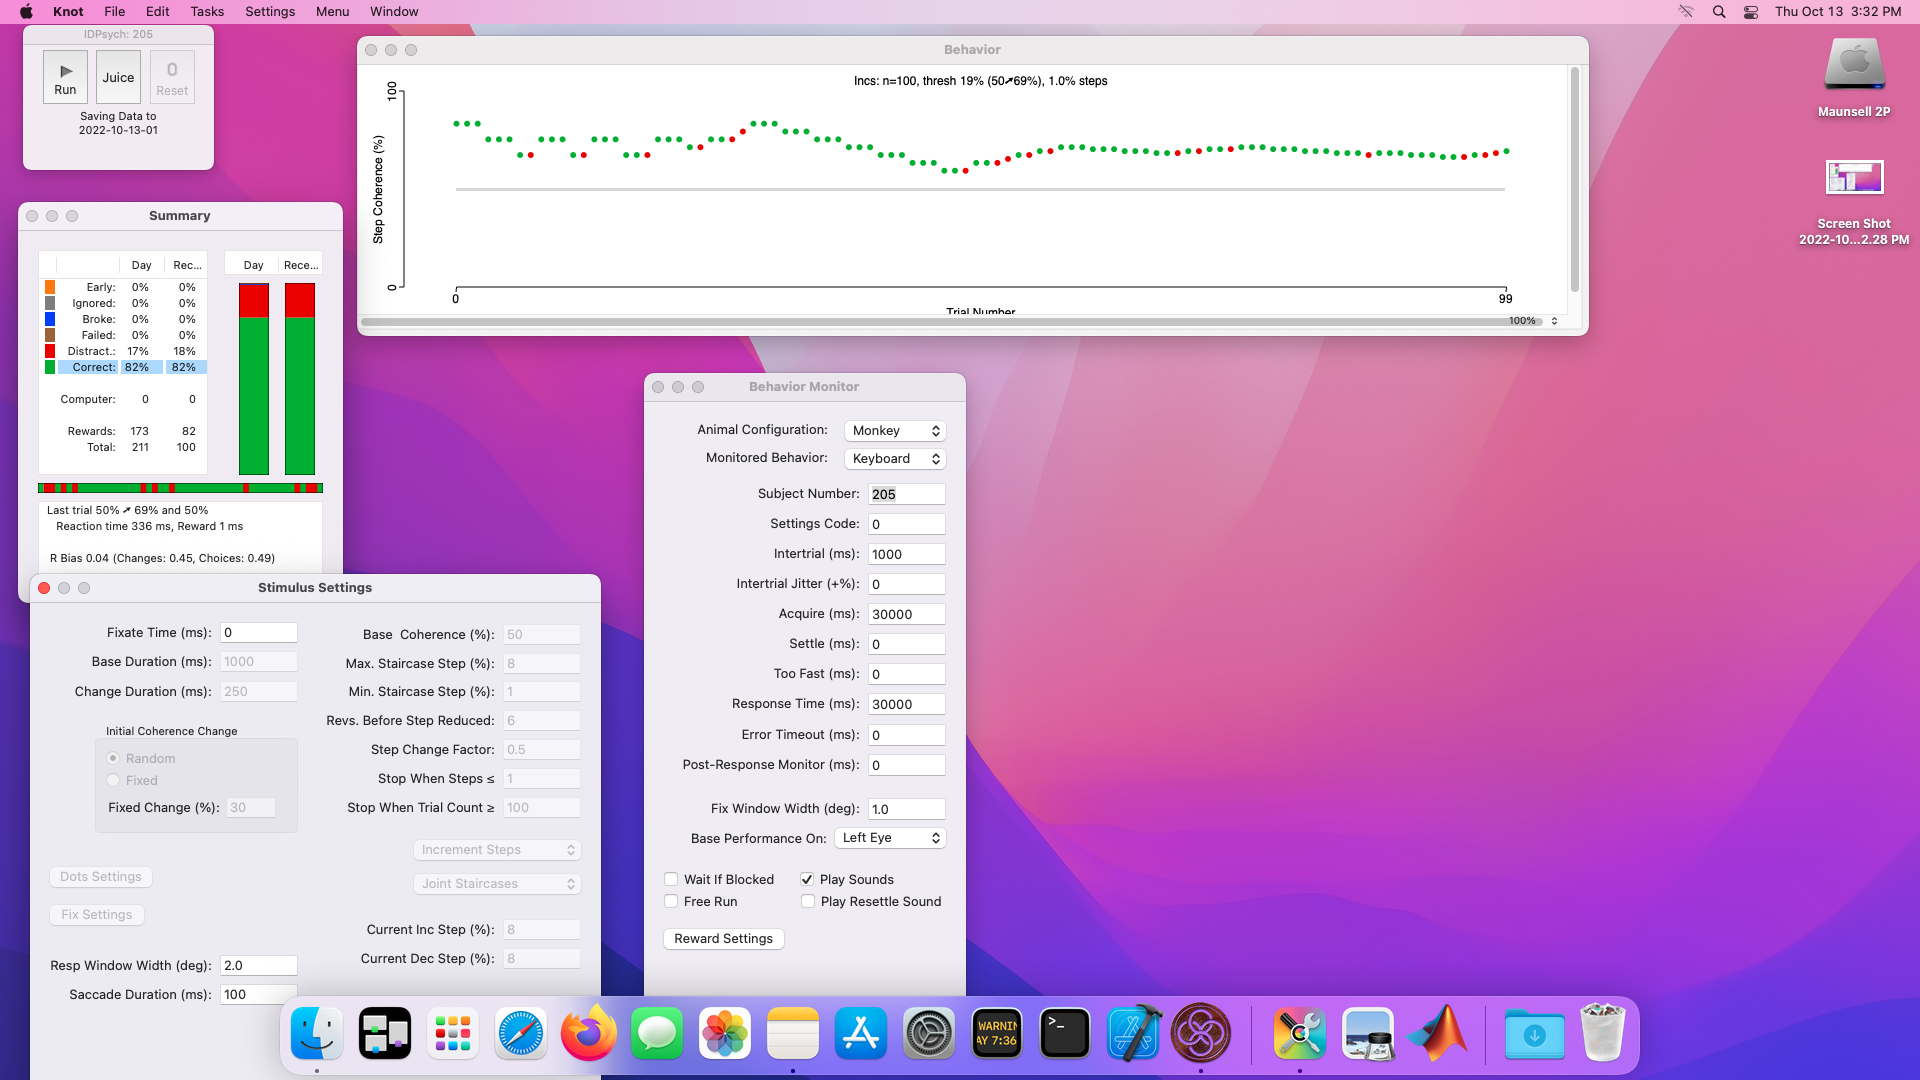 Knot File Edit Tasks Settings Menu Window
Thu Oct 13 3:32 PM
IDPsych: 205
Run
Juice
0
Reset
Saving Data to
2022-10-13-01
Behavior
Incs: n=100, thresh 19% (50➚69%), 1.0% steps
100
Step Coherence (%)
0
0
99
Trial Number
100%
Maunsell 2P
Screen Shot
2022-10...2.28 PM
Summary
Day Rec...
Early: 0% 0%
Ignored: 0% 0%
Broke: 0% 0%
Failed: 0% 0%
Distract.: 17% 18%
Correct: 82% 82%
Computer: 0 0
Rewards: 173 82
Total: 211 100
Day Rece...
Last trial 50% ➚ 69% and 50%
Reaction time 336 ms, Reward 1 ms
R Bias 0.04 (Changes: 0.45, Choices: 0.49)
Stimulus Settings
Fixate Time (ms): 0
Base Duration (ms): 1000
Change Duration (ms): 250
Initial Coherence Change
Random
Fixed
Fixed Change (%): 30
Dots Settings
Fix Settings
Resp Window Width (deg): 2.0
Saccade Duration (ms): 100
Base Coherence (%): 50
Max. Staircase Step (%): 8
Min. Staircase Step (%): 1
Revs. Before Step Reduced: 6
Step Change Factor: 0.5
Stop When Steps ≤ 1
Stop When Trial Count ≥ 100
Increment Steps
Joint Staircases
Current Inc Step (%): 8
Current Dec Step (%): 8
Behavior Monitor
Animal Configuration: Monkey
Monitored Behavior: Keyboard
Subject Number: 205
Settings Code: 0
Intertrial (ms): 1000
Intertrial Jitter (+%): 0
Acquire (ms): 30000
Settle (ms): 0
Too Fast (ms): 0
Response Time (ms): 30000
Error Timeout (ms): 0
Post-Response Monitor (ms): 0
Fix Window Width (deg): 1.0
Base Performance On: Left Eye
Wait If Blocked
Play Sounds
Free Run
Play Resettle Sound
Reward Settings
WARNIN
AY 7:36
>_